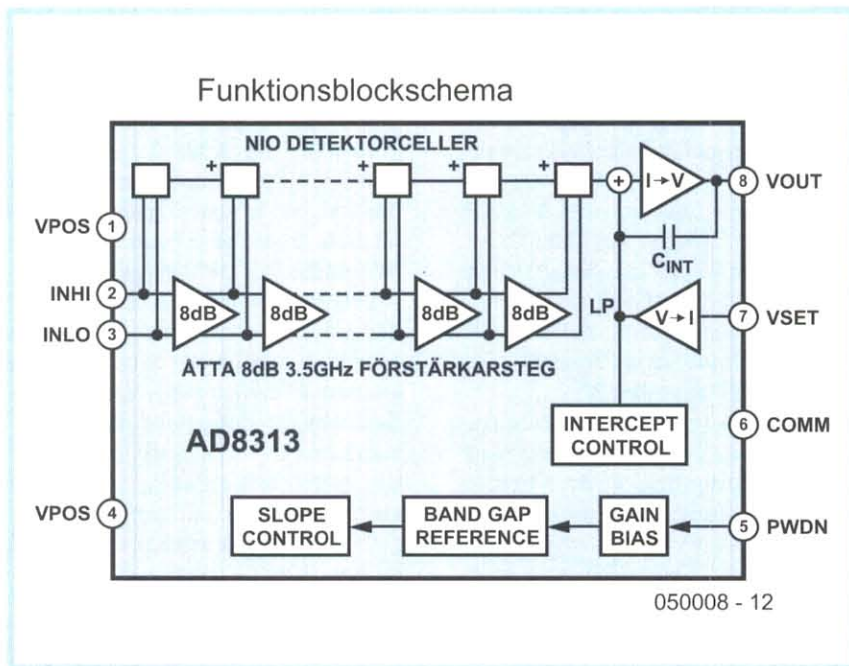 Funktionsblockschema
NIO DETEKTORCELLER
+ + + +
+
I→V
8 VOUT
VPOS 1
C INT
INHI 2
INLO 3
8dB 8dB 8dB 8dB
LP
V→I
7 VSET
ATTA 8dB 3.5GHz FÖRSTÄRKARSTEG
INTERCEPT
CONTROL
6 COMM
AD8313
VPOS 4
SLOPE
CONTROL
BAND GAP
REFERENCE
GAIN
BIAS
5 PWDN
050008 - 12